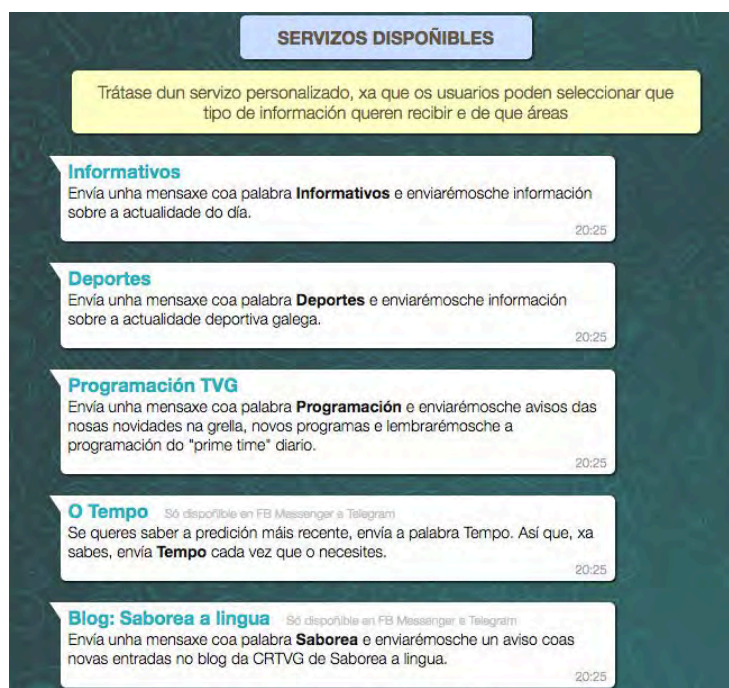 SERVIZOS DISPOÑIBLES
Trátase dun servizo personalizado, xa que os usuarios poden seleccionar que
tipo de información queren recibir e de que áreas
Informativos
Envía unha mensaxe coa palabra Informativos e enviarémosche información
sobre a actualidade do día.
20:25
Deportes
Envía unha mensaxe coa palabra Deportes e enviarémosche información
sobre a actualidade deportiva galega.
20:25
Programación TVG
Envía unha mensaxe coa palabra Programación e enviarémosche avisos das
nosas novidades na grella, novos programas e lembrarémosche a
programación do "prime time" diario.
20:25
O Tempo Só dispoñible en FB Messenger e Telegram
Se queres saber a predición máis recente, envía a palabra Tempo. Así que, xa
sabes, envía Tempo cada vez que o necesites.
20:25
Blog: Saborea a lingua Só dispoñible en FB Messenger e Telegram
Envía unha mensaxe coa palabra Saborea e enviarémosche un aviso coas
novas entradas no blog da CRTVG de Saborea a lingua.
20:25